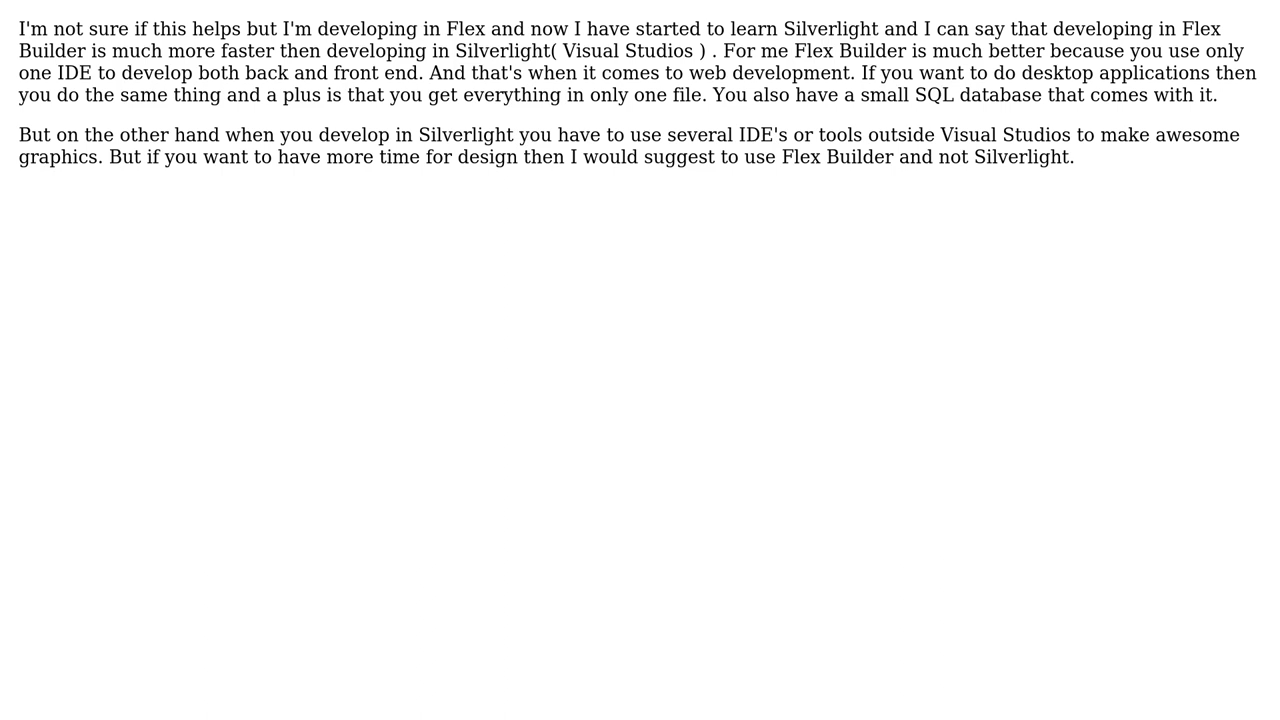 I'm not sure if this helps but I'm developing in Flex and now I have started to learn Silverlight and I can say that developing in Flex
Builder is much more faster then developing in Silverlight( Visual Studios ) . For me Flex Builder is much better because you use only
one IDE to develop both back and front end. And that's when it comes to web development. If you want to do desktop applications then
you do the same thing and a plus is that you get everything in only one file. You also have a small SQL database that comes with it.
But on the other hand when you develop in Silverlight you have to use several IDE's or tools outside Visual Studios to make awesome
graphics. But if you want to have more time for design then I would suggest to use Flex Builder and not Silverlight.